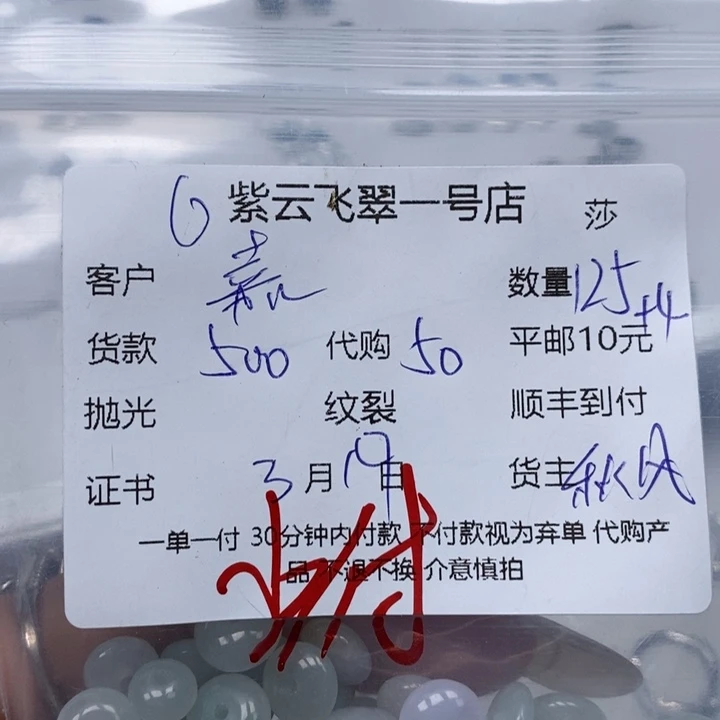 6 紫云飞翠一号店 莎
客户 嘉 数量 125+4
货款 500 代购 50 平邮10元
抛光 纹裂 顺丰到付
证书 3月19日 货主 秋风
一单一付 30分钟内付款 不付款视为弃单 代购产
品 不退不换 介意慎拍
付